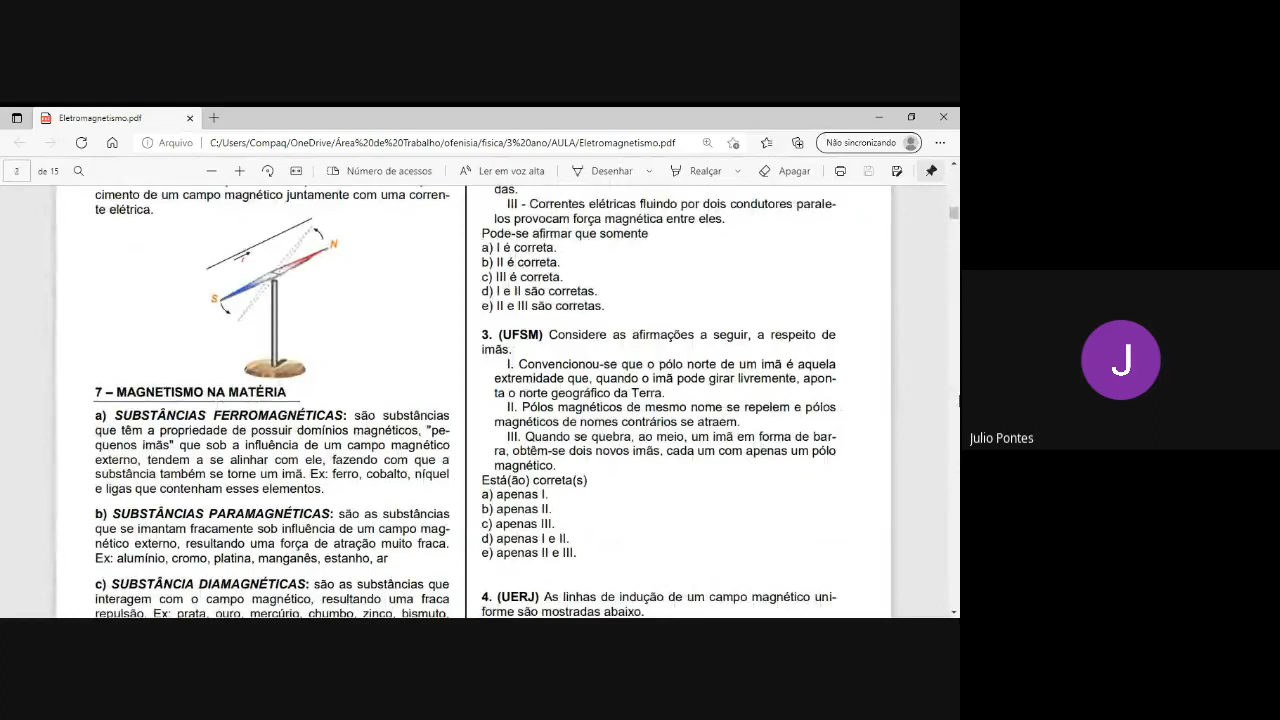 Eletromagnetismo.pdf
Arquivo
C:/Users/Compaq/OneDrive/Área%20de%20Trabalho/ofenisia/fisica/3%20ano/AULA/Eletromagnetismo.pdf
Não sincronizando
2
de 15
Número de acessos
Ler em voz alta
Desenhar
Realçar
Apagar
cimento de um campo magnético juntamente com uma corren-
te elétrica.
i
N
S
7 – MAGNETISMO NA MATÉRIA
a) SUBSTÂNCIAS FERROMAGNÉTICAS: são substâncias
que têm a propriedade de possuir domínios magnéticos, "pe-
quenos imãs" que sob a influência de um campo magnético
externo, tendem a se alinhar com ele, fazendo com que a
substância também se torne um imã. Ex: ferro, cobalto, níquel
e ligas que contenham esses elementos.
b) SUBSTÂNCIAS PARAMAGNÉTICAS: são as substâncias
que se imantam fracamente sob influência de um campo mag-
nético externo, resultando uma força de atração muito fraca.
Ex: alumínio, cromo, platina, manganês, estanho, ar
c) SUBSTÂNCIA DIAMAGNÉTICAS: são as substâncias que
interagem com o campo magnético, resultando uma fraca
repulsão. Ex: prata, ouro, mercúrio, chumbo, zinco, bismuto,
das.
III - Correntes elétricas fluindo por dois condutores parale-
los provocam força magnética entre eles.
Pode-se afirmar que somente
a) I é correta.
b) II é correta.
c) III é correta.
d) I e II são corretas.
e) II e III são corretas.
3. (UFSM) Considere as afirmações a seguir, a respeito de
imãs.
I. Convencionou-se que o pólo norte de um imã é aquela
extremidade que, quando o imã pode girar livremente, apon-
ta o norte geográfico da Terra.
II. Pólos magnéticos de mesmo nome se repelem e pólos
magnéticos de nomes contrários se atraem.
III. Quando se quebra, ao meio, um imã em forma de bar-
ra, obtêm-se dois novos imãs, cada um com apenas um pólo
magnético.
Está(ão) correta(s)
a) apenas I.
b) apenas II.
c) apenas III.
d) apenas I e II.
e) apenas II e III.
4. (UERJ) As linhas de indução de um campo magnético uni-
forme são mostradas abaixo.
J
Julio Pontes